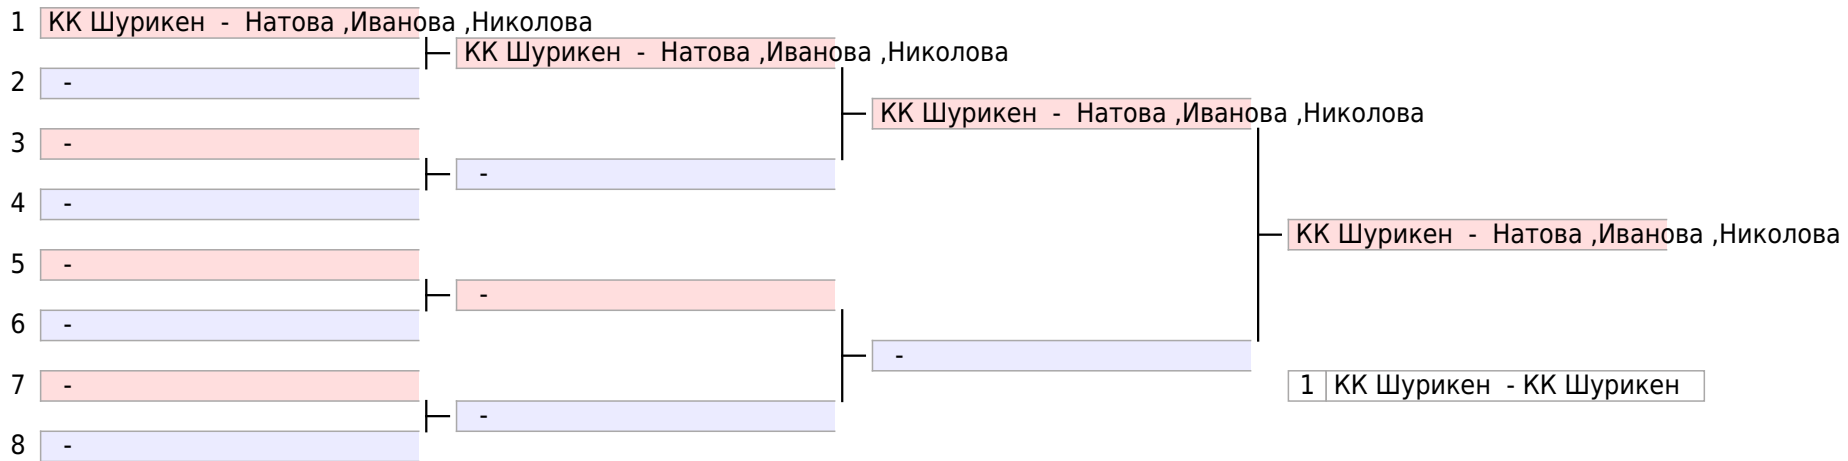 1 КК Шурикен - Натова ,Иванова ,Николова
КК Шурикен - Натова ,Иванова ,Николова
2 -
КК Шурикен - Натова ,Иванова ,Николова
3 -
-
4 -
КК Шурикен - Натова ,Иванова ,Николова
5 -
-
6 -
-
7 -
1 КК Шурикен - КК Шурикен
-
8 -